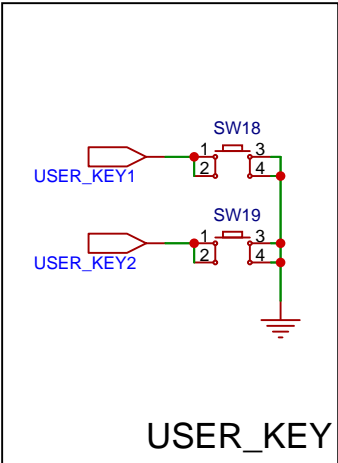 SW18
1 3
2 4
USER_KEY1
SW19
1 3
2 4
USER_KEY2
USER_KEY